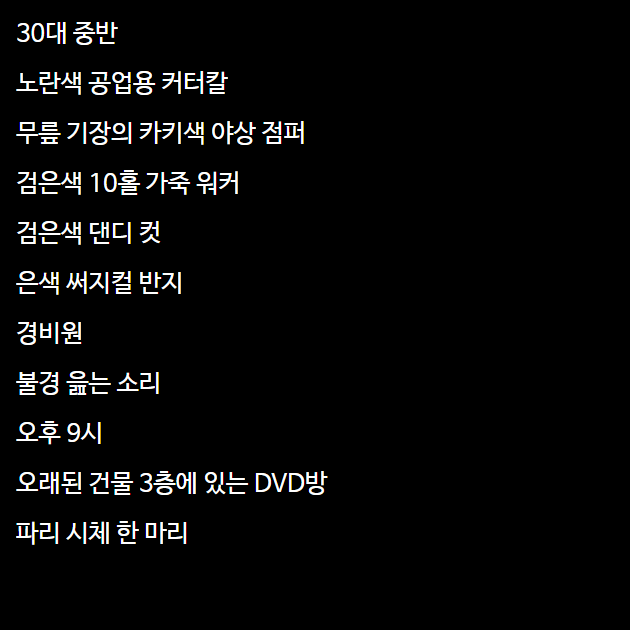 30대 중반
노란색 공업용 커터칼
무릎 기장의 카키색 야상 점퍼
검은색 10홀 가죽 워커
검은색 댄디 컷
은색 써지컬 반지
경비원
불경 읊는 소리
오후 9시
오래된 건물 3층에 있는 DVD방
파리 시체 한 마리